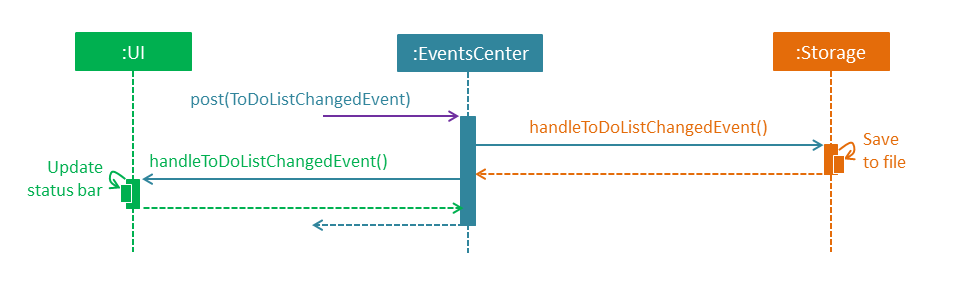 :UI
:EventsCenter
:Storage
post(ToDoListChangedEvent)
handleToDoListChangedEvent()
Save
to file
handleToDoListChangedEvent()
Update
status bar